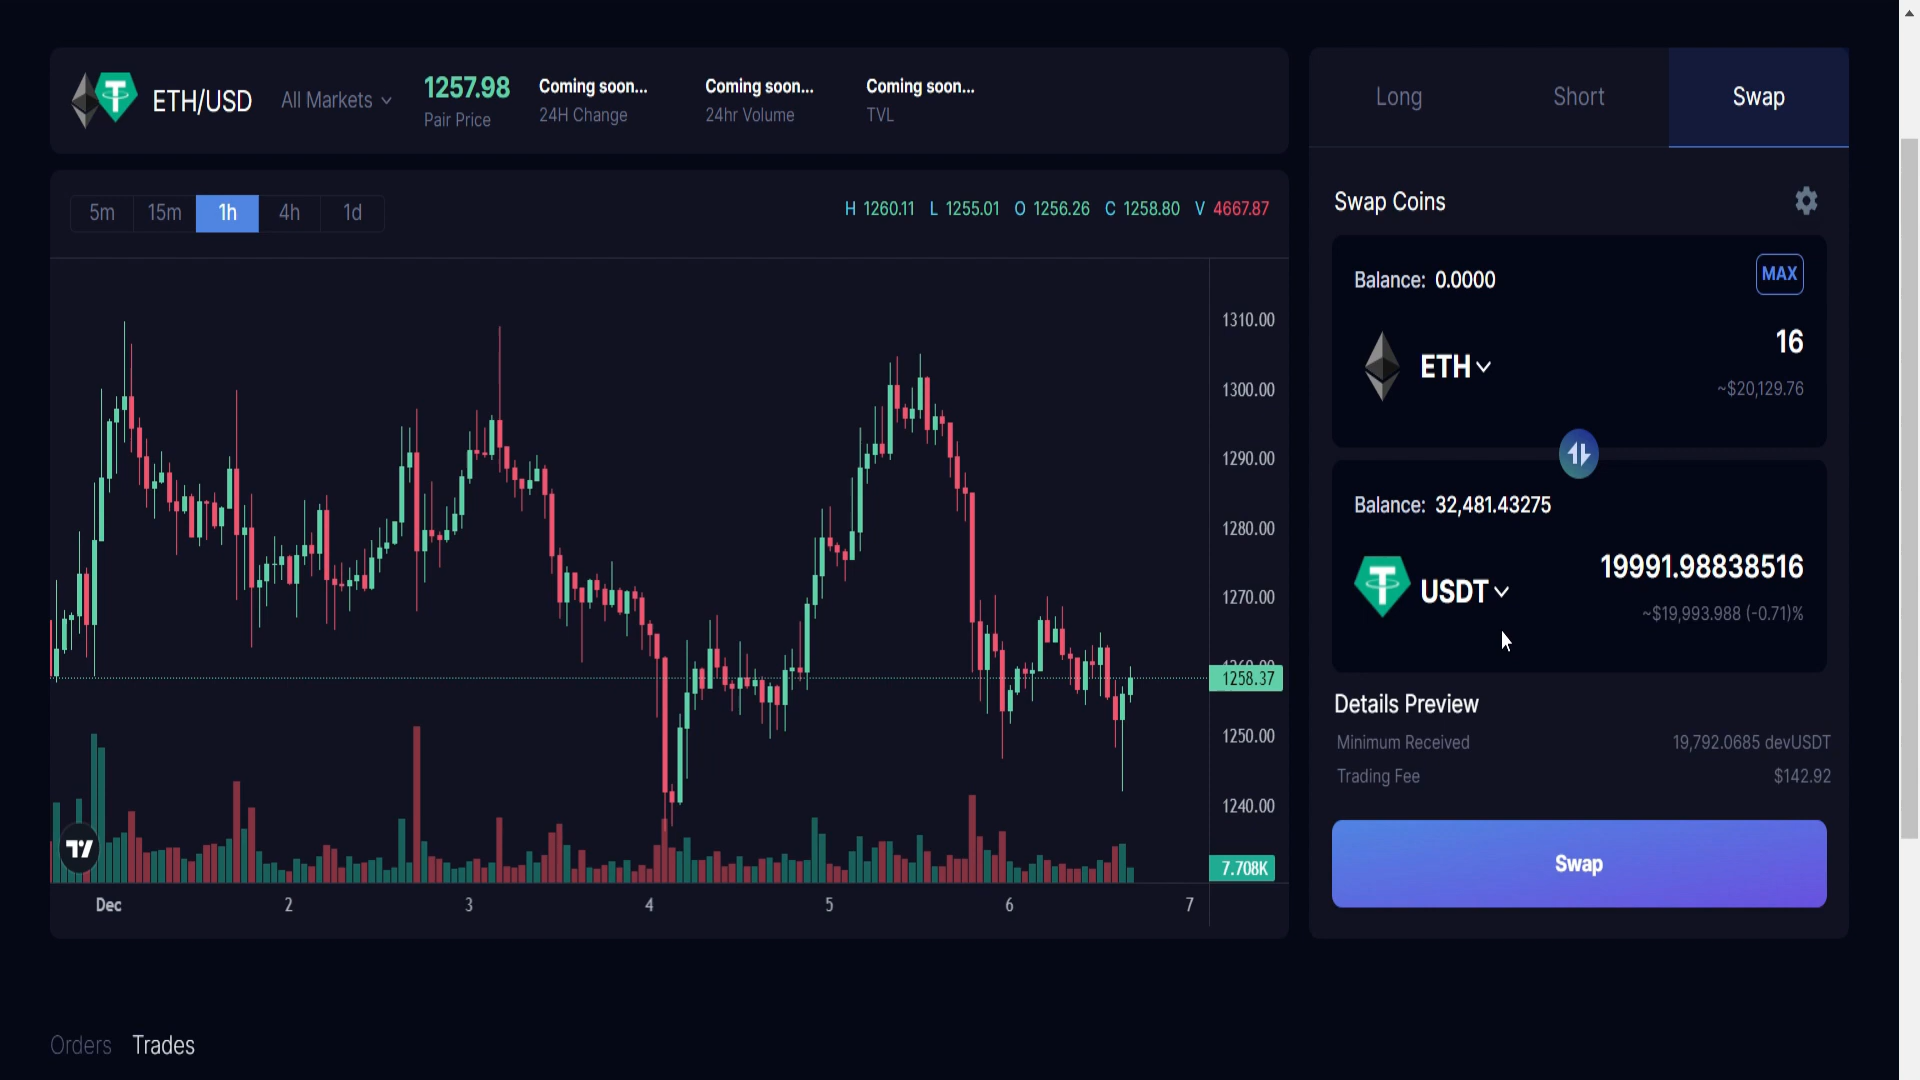 ETH/USD All Markets 1257.98 Coming soon... Coming soon... Coming soon...
Pair Price 24H Change 24hr Volume TVL
5m 15m 1h 4h 1d H 1260.11 L 1255.01 O 1256.26 C 1258.80 V 4667.87
1310.00
1300.00
1290.00
1280.00
1270.00
1260.00
1258.37
1250.00
1240.00
7.708K
Dec 2 3 4 5 6 7
Long Short Swap
Swap Coins
Balance: 0.0000 MAX
ETH 16
~$20,129.76
Balance: 32,481.43275
USDT 19991.98838516
~$19,993.988 (-0.71)%
Details Preview
Minimum Received 19,792.0685 devUSDT
Trading Fee $142.92
Swap
Orders Trades